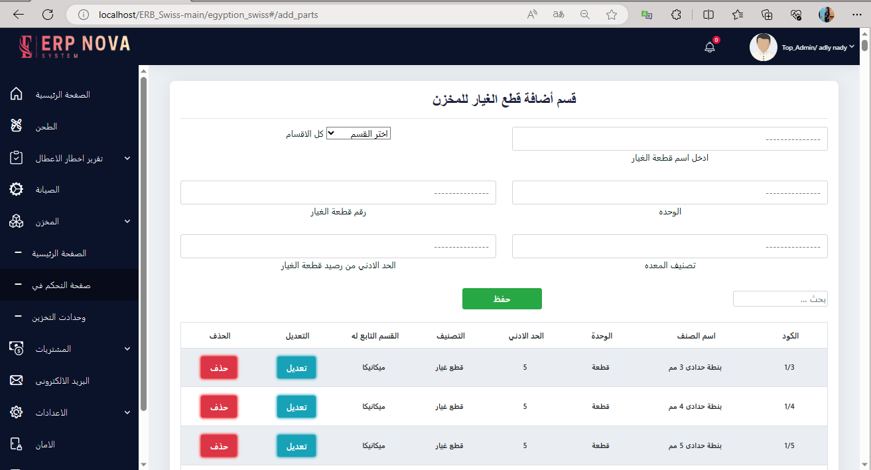 localhost/ERB_Swiss-main/egyption_swiss#/add_parts
ERP NOVA
SYSTEM
9
Top_Admin/ adly nady
الصفحة الرئيسية
الطحن
تقرير اخطار الاعطال
الصيانة
المخزن
الصفحة الرئيسية
صفحة التحكم في
وحدادت التخزين
المشتريات
البريد الالكترونى
الاعدادات
الامان
قسم أضافة قطع الغيار للمخزن
---------------
ادخل اسم قطعة الغيار
كل الاقسام اختر القسم
---------------
الوحده
---------------
رقم قطعة الغيار
---------------
تصنيف المعده
---------------
الحد الادني من رصيد قطعة الغيار
حفظ
بحث ...
الكود اسم الصنف الوحدة الحد الادني التصنيف القسم التابع له التعديل الحذف
1/3 بنطة حدادى 3 مم قطعة 5 قطع غيار ميكانيكا تعديل حذف
1/4 بنطة حدادى 4 مم قطعة 5 قطع غيار ميكانيكا تعديل حذف
1/5 بنطة حدادى 5 مم قطعة 5 قطع غيار ميكانيكا تعديل حذف